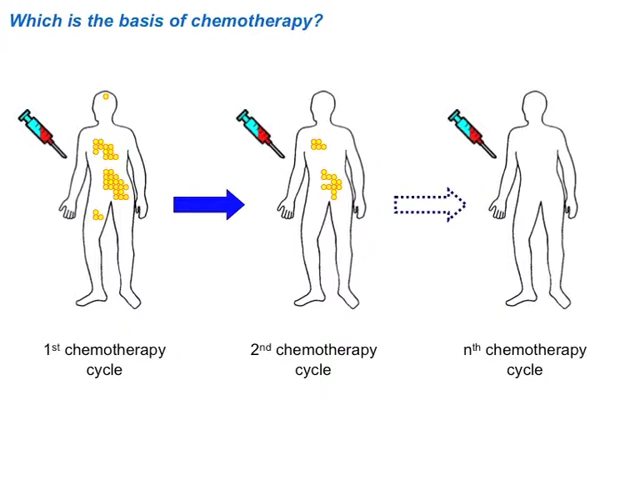 Which is the basis of chemotherapy?
1st chemotherapy
cycle
2nd chemotherapy
cycle
nth chemotherapy
cycle